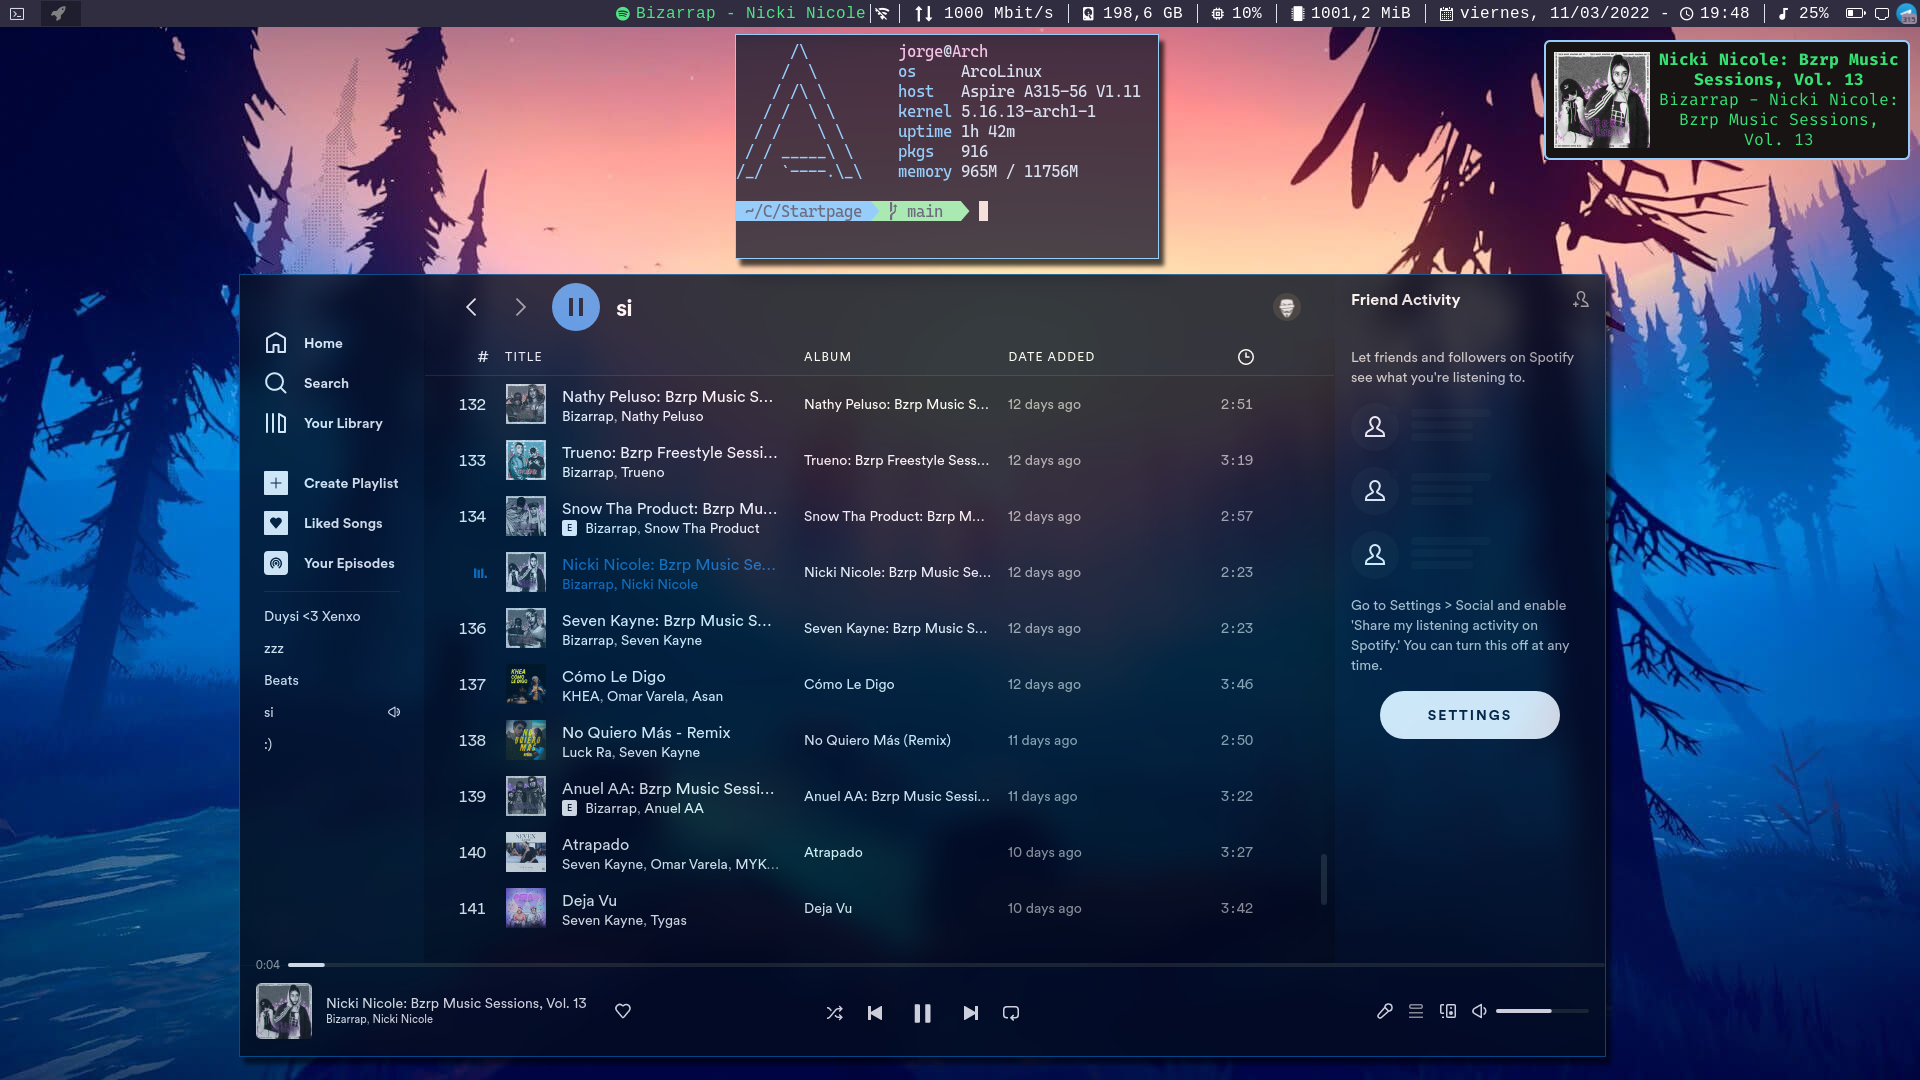 Bizarrap - Nicki Nicole
1000 Mbit/s
198,6 GB
10%
1001,2 MiB
viernes, 11/03/2022 - 19:48
25%
315
jorge@Arch
os ArcoLinux
host Aspire A315-56 V1.11
kernel 5.16.13-arch1-1
uptime 1h 42m
pkgs 916
memory 965M / 11756M
~/C/Startpage main
Nicki Nicole: Bzrp Music
Sessions, Vol. 13
Bizarrap - Nicki Nicole:
Bzrp Music Sessions,
Vol. 13
Home
Search
Your Library
Create Playlist
Liked Songs
Your Episodes
Duysi <3 Xenxo
zzz
Beats
si
:)
si
# TITLE ALBUM DATE ADDED
132 Nathy Peluso: Bzrp Music S... Nathy Peluso: Bzrp Music S... 12 days ago 2:51
Bizarrap, Nathy Peluso
133 Trueno: Bzrp Freestyle Sessi... Trueno: Bzrp Freestyle Sess... 12 days ago 3:19
Bizarrap, Trueno
134 Snow Tha Product: Bzrp Mu... Snow Tha Product: Bzrp M... 12 days ago 2:57
E Bizarrap, Snow Tha Product
Nicki Nicole: Bzrp Music Se... Nicki Nicole: Bzrp Music Se... 12 days ago 2:23
Bizarrap, Nicki Nicole
136 Seven Kayne: Bzrp Music S... Seven Kayne: Bzrp Music S... 12 days ago 2:23
Bizarrap, Seven Kayne
137 Cómo Le Digo Cómo Le Digo 12 days ago 3:46
KHEA, Omar Varela, Asan
138 No Quiero Más - Remix No Quiero Más (Remix) 11 days ago 2:50
Luck Ra, Seven Kayne
139 Anuel AA: Bzrp Music Sessi... Anuel AA: Bzrp Music Sessi... 11 days ago 3:22
E Bizarrap, Anuel AA
140 Atrapado Atrapado 10 days ago 3:27
Seven Kayne, Omar Varela, MYK...
141 Deja Vu Deja Vu 10 days ago 3:42
Seven Kayne, Tygas
Friend Activity
Let friends and followers on Spotify
see what you're listening to.
Go to Settings > Social and enable
'Share my listening activity on
Spotify.' You can turn this off at any
time.
SETTINGS
0:04
Nicki Nicole: Bzrp Music Sessions, Vol. 13
Bizarrap, Nicki Nicole